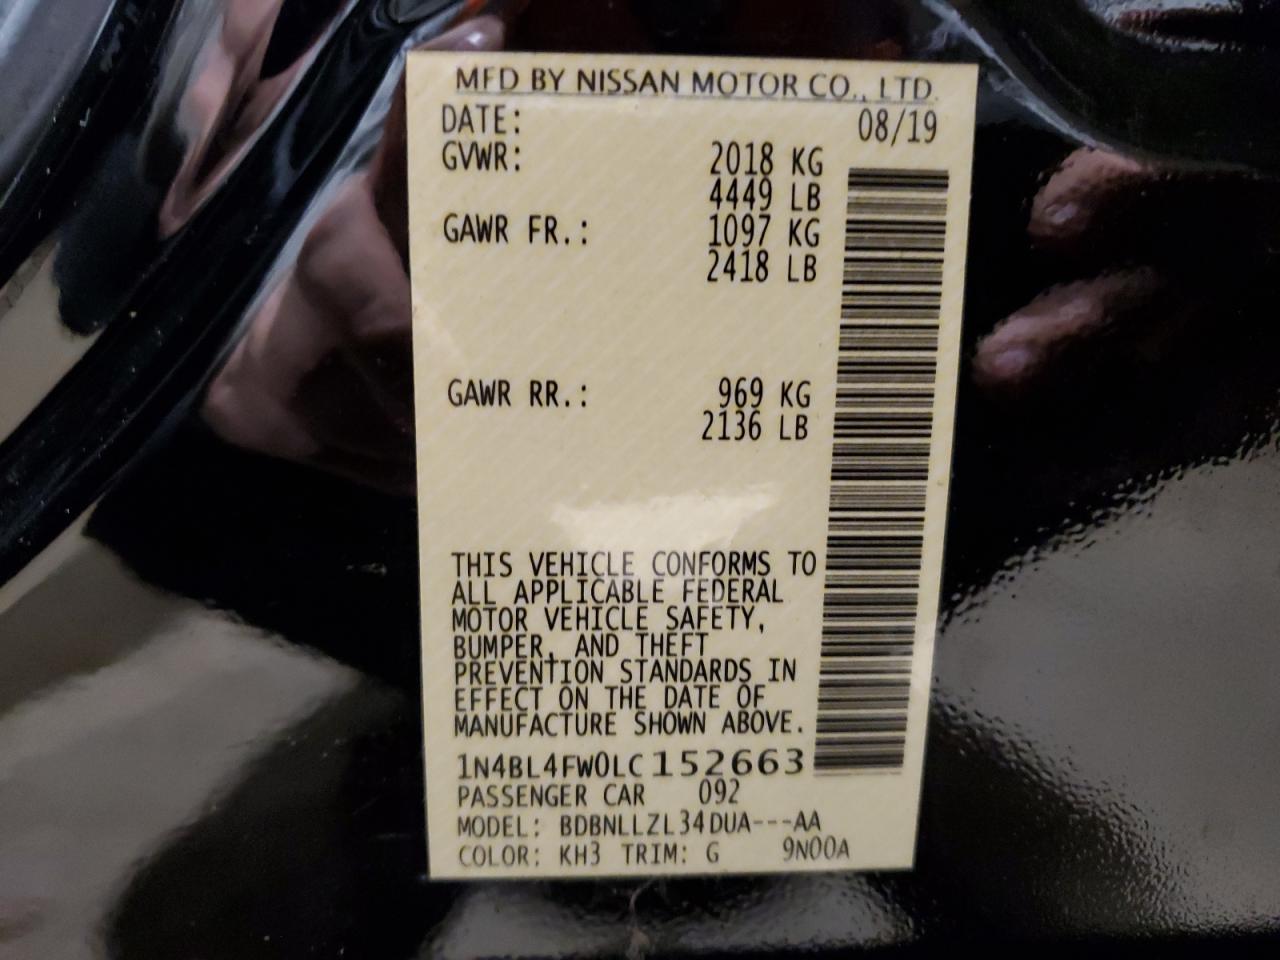 MFD BY NISSAN MOTOR CO., LTD.
DATE: 08/19
GVWR: 2018 KG
4449 LB
GAWR FR.: 1097 KG
2418 LB
GAWR RR.: 969 KG
2136 LB
THIS VEHICLE CONFORMS TO
ALL APPLICABLE FEDERAL
MOTOR VEHICLE SAFETY,
BUMPER, AND THEFT
PREVENTION STANDARDS IN
EFFECT ON THE DATE OF
MANUFACTURE SHOWN ABOVE.
1N4BL4FW0LC152663
PASSENGER CAR 092
MODEL: BDBNLLZL34DUA---AA
COLOR: KH3 TRIM: G 9N00A